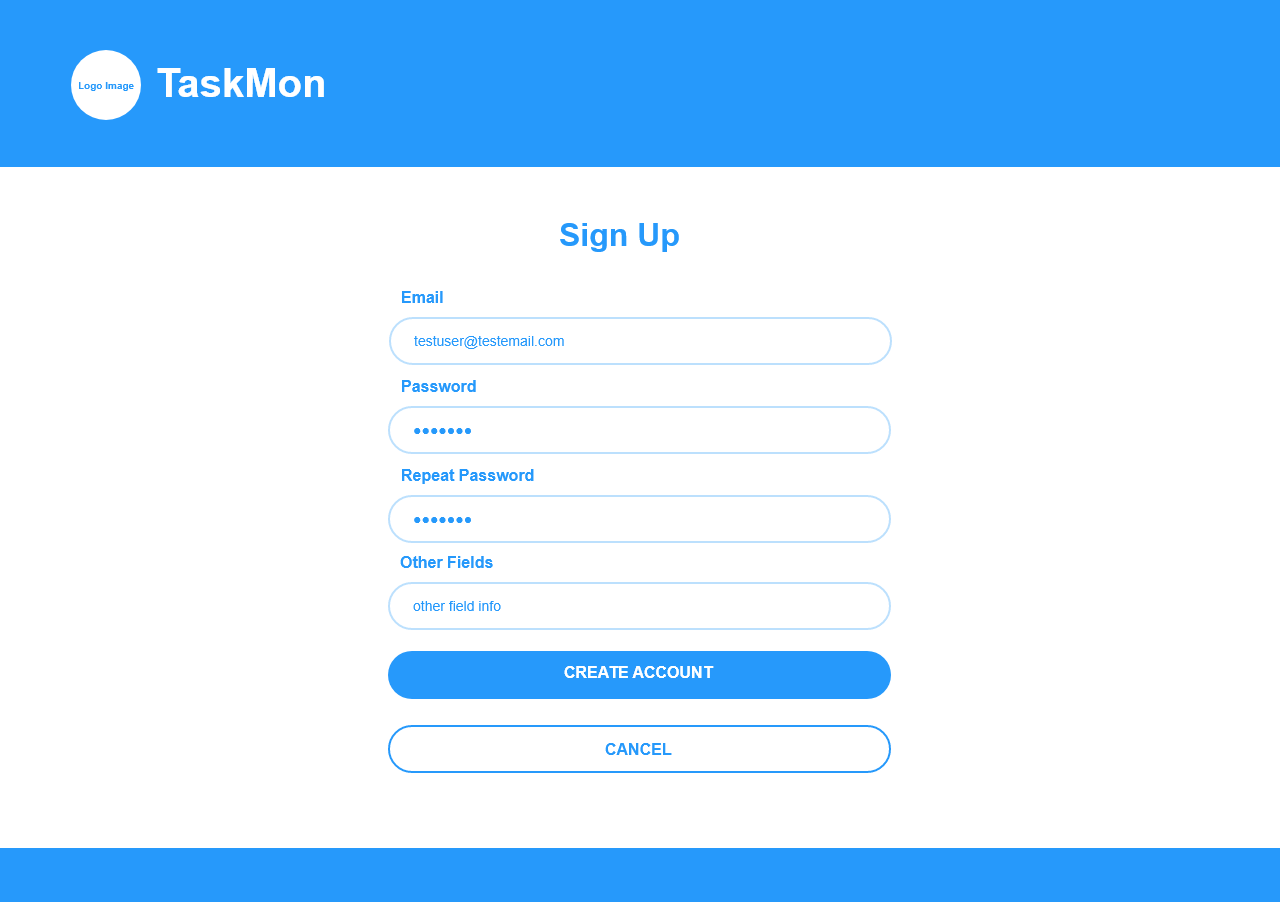 Logo Image
TaskMon
Sign Up
Email
testuser@testemail.com
Password
•••••••
Repeat Password
•••••••
Other Fields
other field info
CREATE ACCOUNT
CANCEL